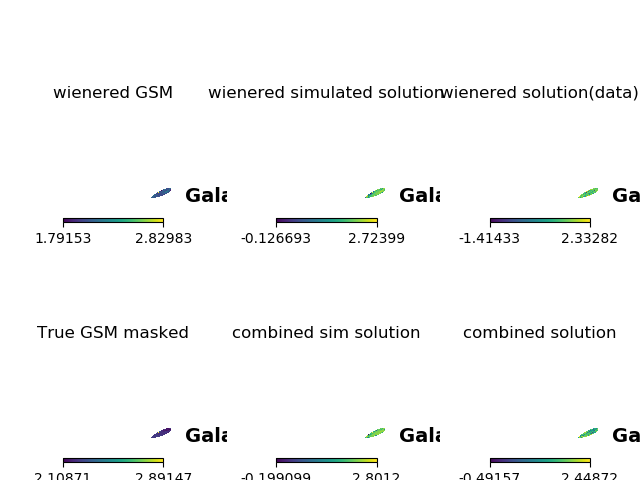 wienered GSM
wienered simulated solution
wienered solution(data)
Gala
Gala
Ga
1.79153 2.82983
-0.126693 2.72399
-1.41433 2.33282
True GSM masked
combined sim solution
combined solution
Gala
Gala
Ga
2.10871 2.89147
-0.199099 2.8012
-0.49157 2.44872